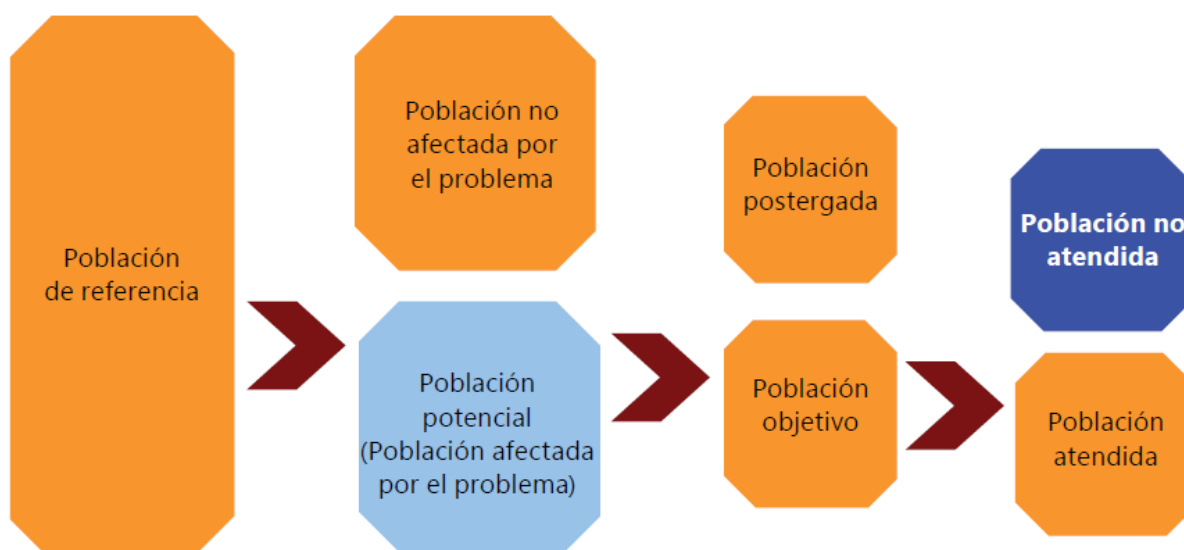 Población
de referencia
Población no
afectada por
el problema
Población
potencial
(Población afectada
por el problema)
Población
postergada
Población
objetivo
Población no
atendida
Población
atendida